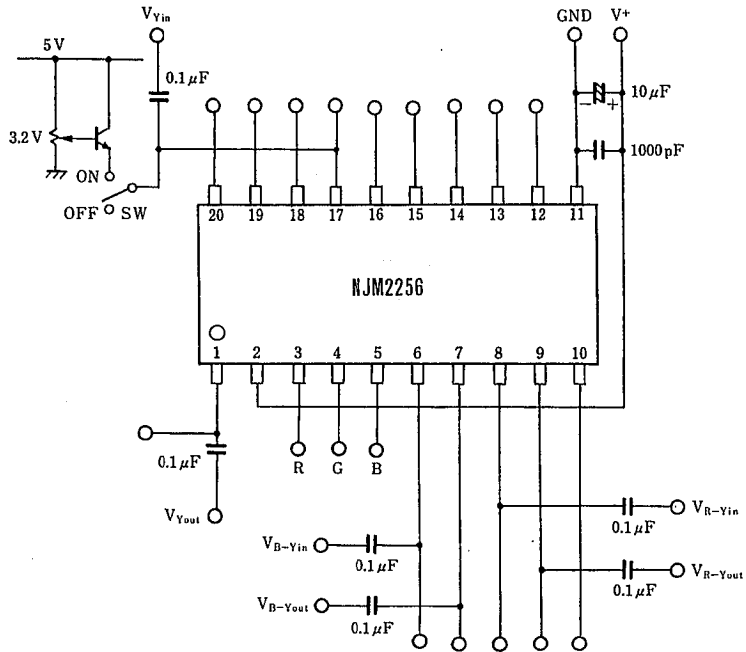 V_Yin
GND V+
5V
0.1μF
10μF
- +
3.2V
1000pF
ON
OFF SW
20 19 18 17 16 15 14 13 12 11
NJM2256
1 2 3 4 5 6 7 8 9 10
0.1μF
R G B
V_Yout
V_R-Yin
0.1μF
V_B-Yin
0.1μF
V_R-Yout
0.1μF
V_B-Yout
0.1μF